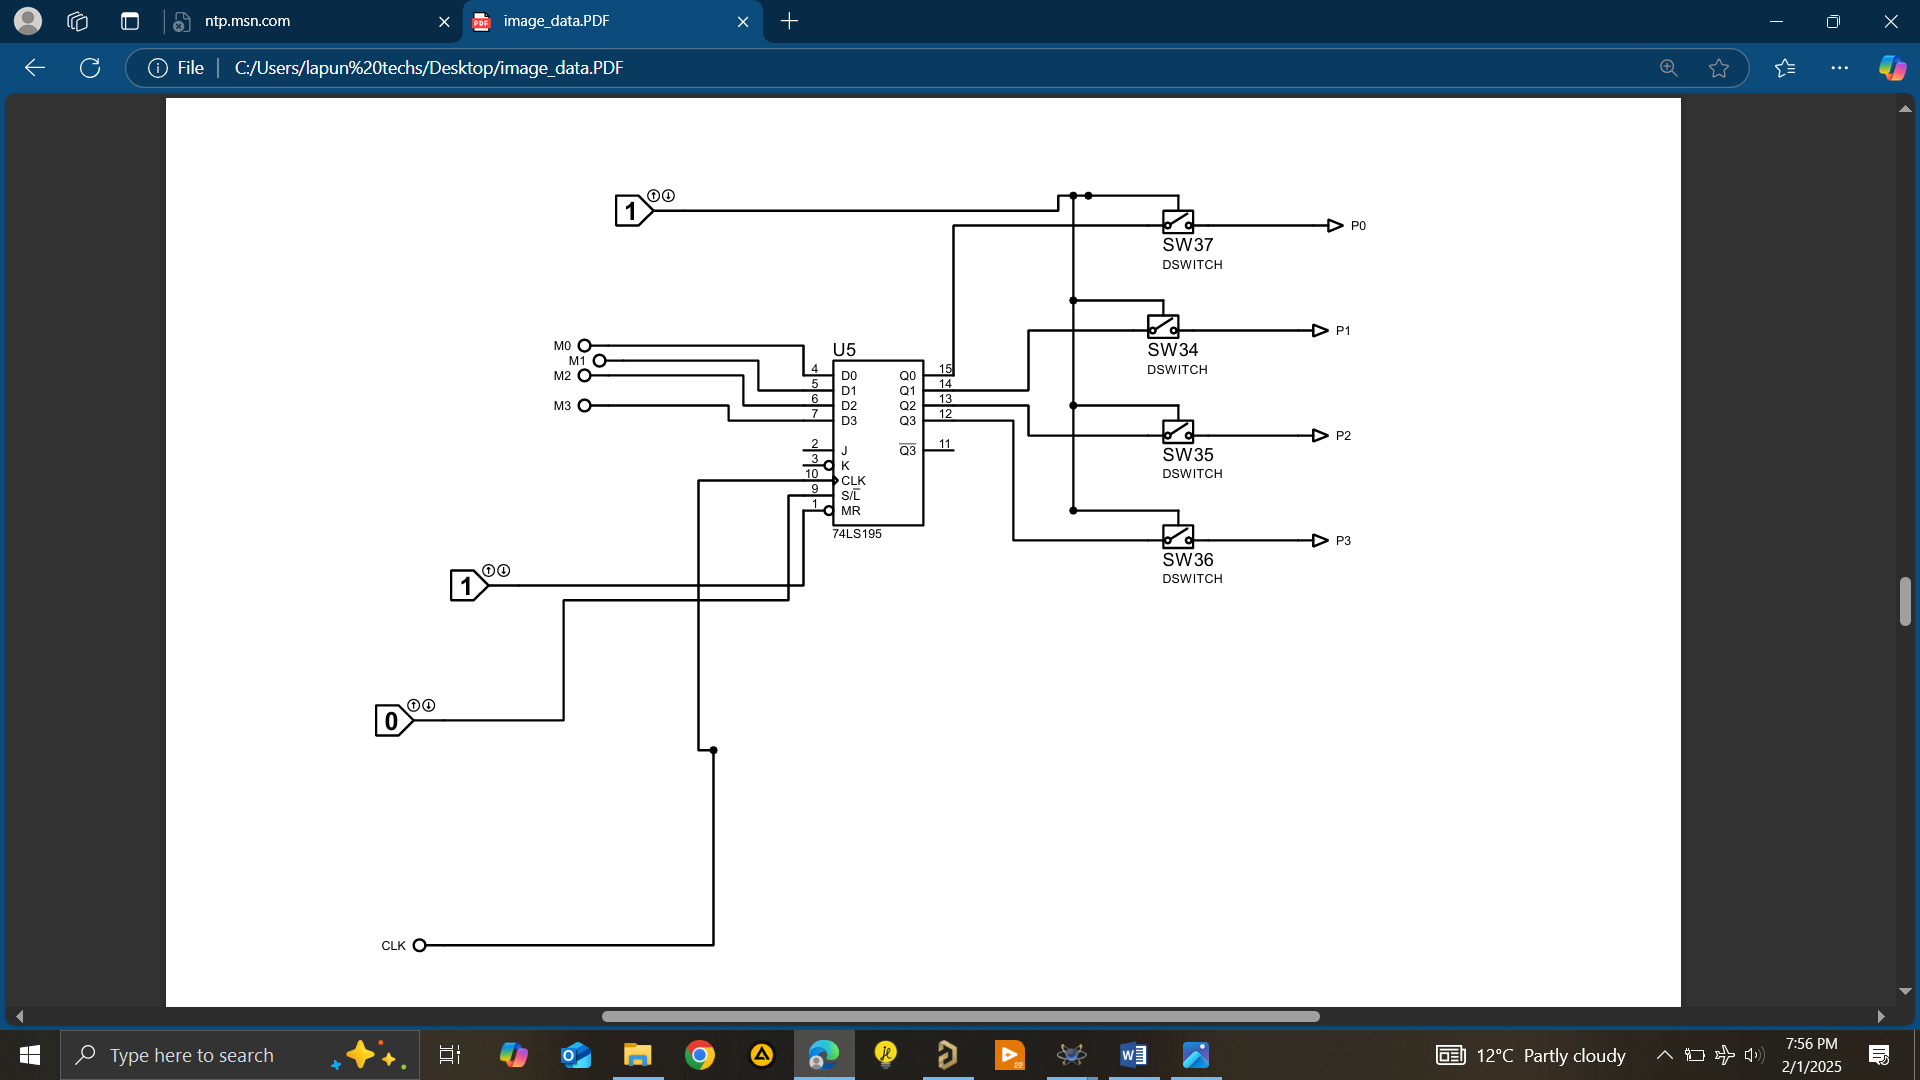 ntp.msn.com
image_data.PDF
File
C:/Users/lapun%20techs/Desktop/image_data.PDF
1
P0
SW37
DSWITCH
M0
M1
M2
M3
U5
4 D0 Q0 15
5 D1 Q1 14
6 D2 Q2 13
7 D3 Q3 12
2 J Q3 11
3 K
10 CLK
9 S/L
1 MR
74LS195
P1
SW34
DSWITCH
P2
SW35
DSWITCH
P3
SW36
DSWITCH
1
0
CLK
Type here to search
12°C Partly cloudy
7:56 PM
2/1/2025